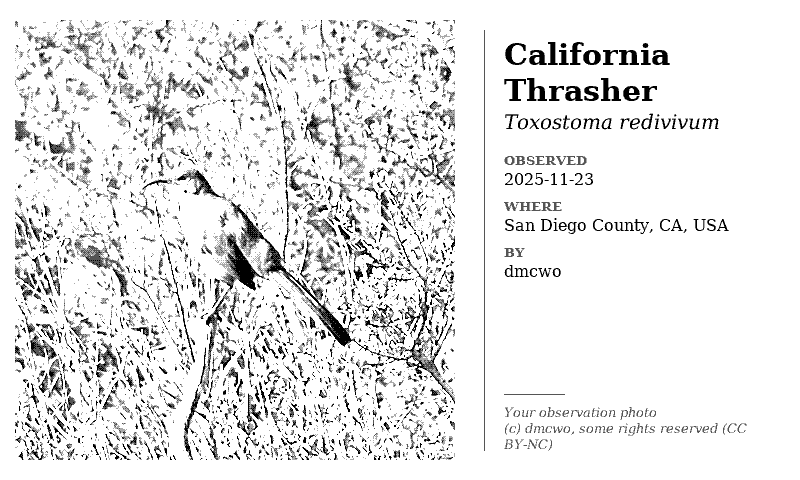 California
Thrasher
Toxostoma redivivum
OBSERVED
2025-11-23
WHERE
San Diego County, CA, USA
BY
dmcwo
Your observation photo
(c) dmcwo, some rights reserved (CC
BY-NC)